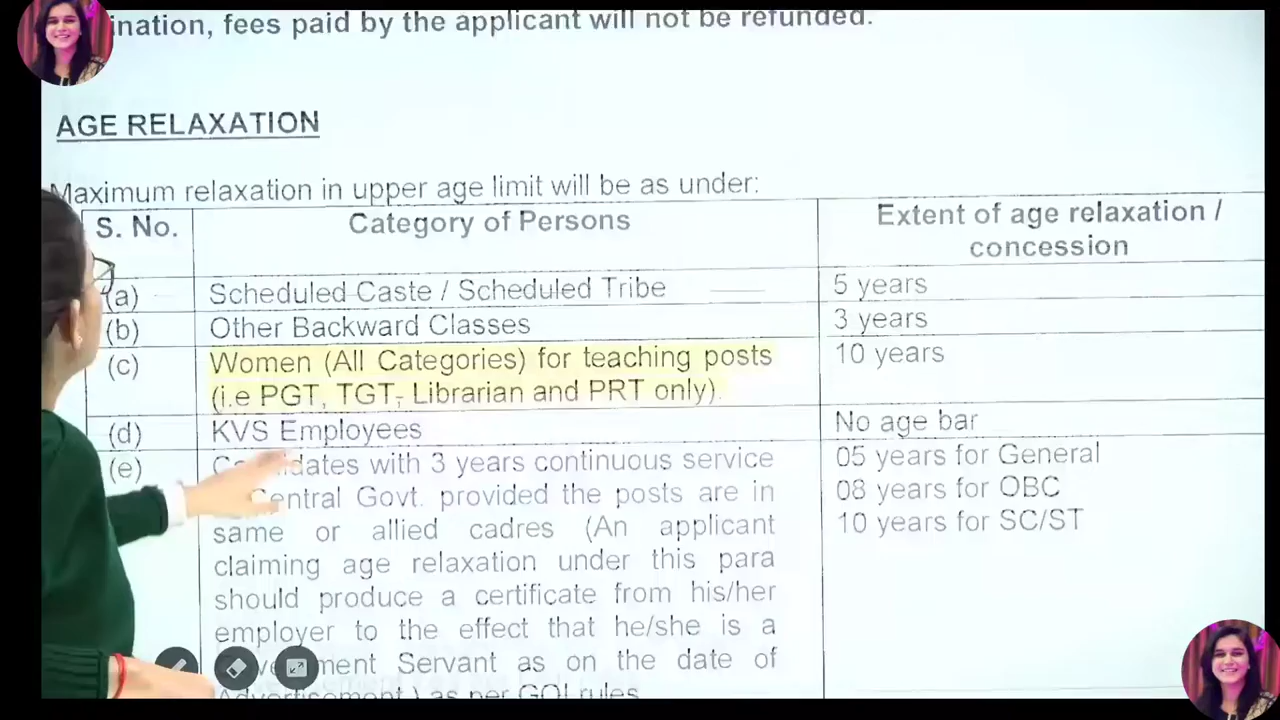 ination, fees paid by the applicant will not be refunded.
AGE RELAXATION
Maximum relaxation in upper age limit will be as under:
S. No. Category of Persons Extent of age relaxation / concession
(a) Scheduled Caste / Scheduled Tribe 5 years
(b) Other Backward Classes 3 years
(c) Women (All Categories) for teaching posts 10 years
(i.e PGT, TGT, Librarian and PRT only).
(d) KVS Employees No age bar
(e) with 3 years continuous service 05 years for General
Central Govt. provided the posts are in 08 years for OBC
same or allied cadres (An applicant 10 years for SC/ST
claiming age relaxation under this para
should produce a certificate from his/her
employer to the effect that he/she is a
Servant as on the date of
Advertisement.) as per GOI rules